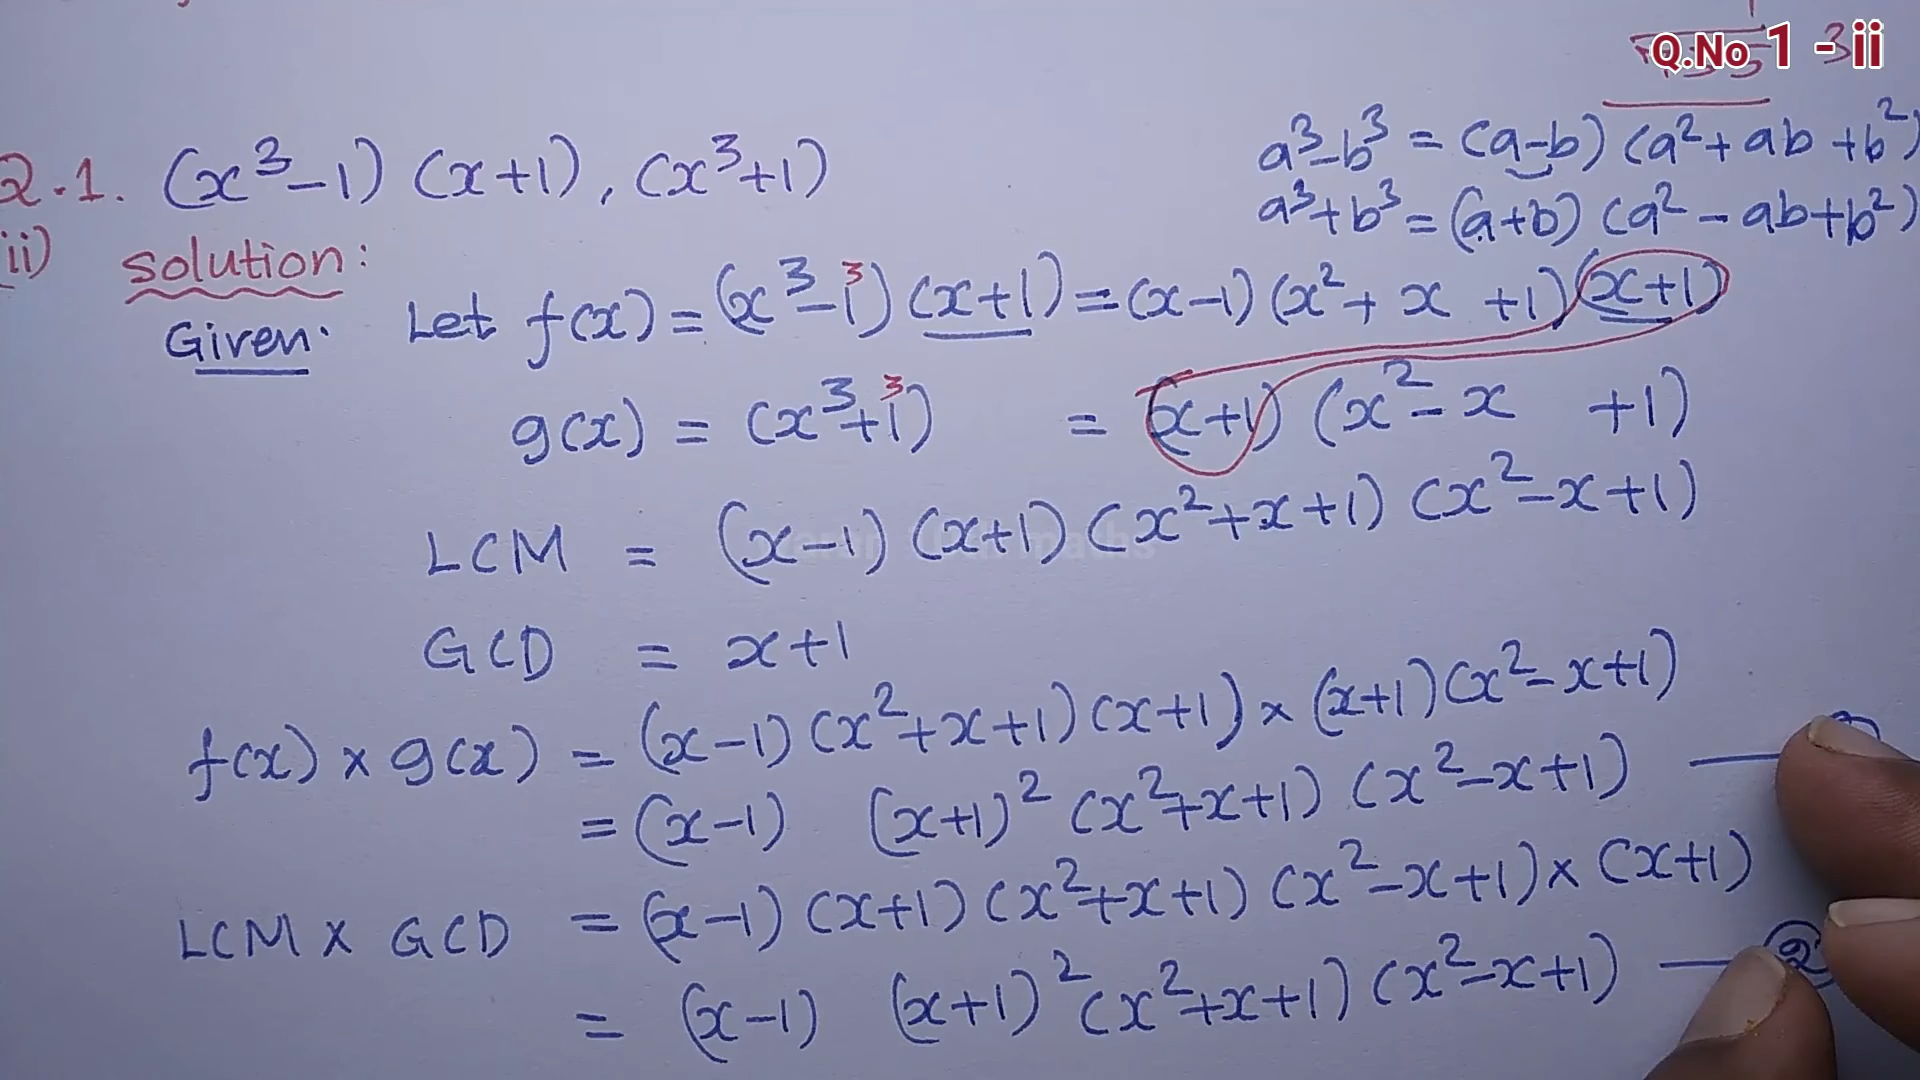 Q.No 1 - ii
a³-b³ = (a-b) (a²+ab+b²)
Q.1. (x³-1) (x+1), (x³+1)
a³+b³ = (a+b) (a²-ab+b²)
(ii) Solution:
Given: Let f(x) = (x³-1³) (x+1) = (x-1) (x²+x+1) (x+1)
g(x) = (x³+1³) = (x+1) (x²-x+1)
LCM = (x-1) (x+1) (x²+x+1) (x²-x+1)
GCD = x+1
f(x) × g(x) = (x-1) (x²+x+1) (x+1) × (x+1) (x²-x+1)
= (x-1) (x+1)² (x²+x+1) (x²-x+1) —
LCM × GCD = (x-1) (x+1) (x²+x+1) (x²-x+1) × (x+1)
= (x-1) (x+1)² (x²+x+1) (x²-x+1) — ②